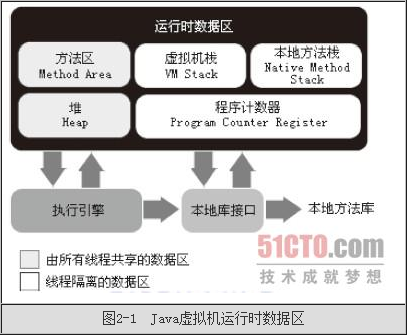 运行时数据区
方法区
Method Area
虚拟机栈
VM Stack
本地方法栈
Native Method
Stack
堆
Heap
程序计数器
Program Counter Register
执行引擎
本地库接口
本地方法库
由所有线程共享的数据区
线程隔离的数据区
51CTO.com
技术成就梦想
图2-1 Java虚拟机运行时数据区